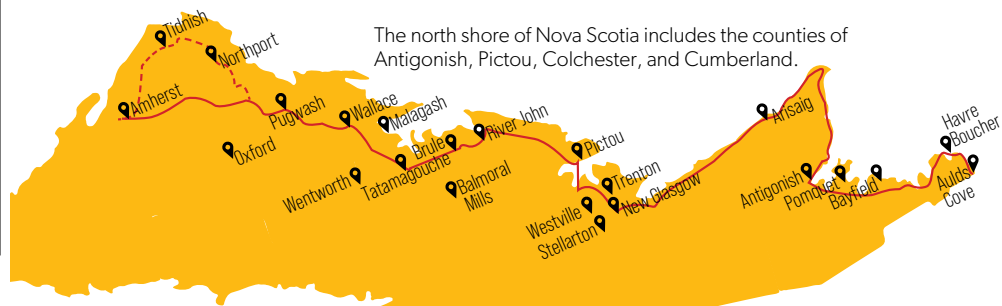 The north shore of Nova Scotia includes the counties of
Antigonish, Pictou, Colchester, and Cumberland.
Tidnish
Northport
Amherst
Pugwash
Wallace
Malagash
Oxford
Wentworth
Tatamagouche
Brule
River John
Balmoral
Mills
Pictou
Trenton
New Glasgow
Westville
Stellarton
Arisaig
Antigonish
Pomquet
Bayfield
Havre
Boucher
Aulds
Cove